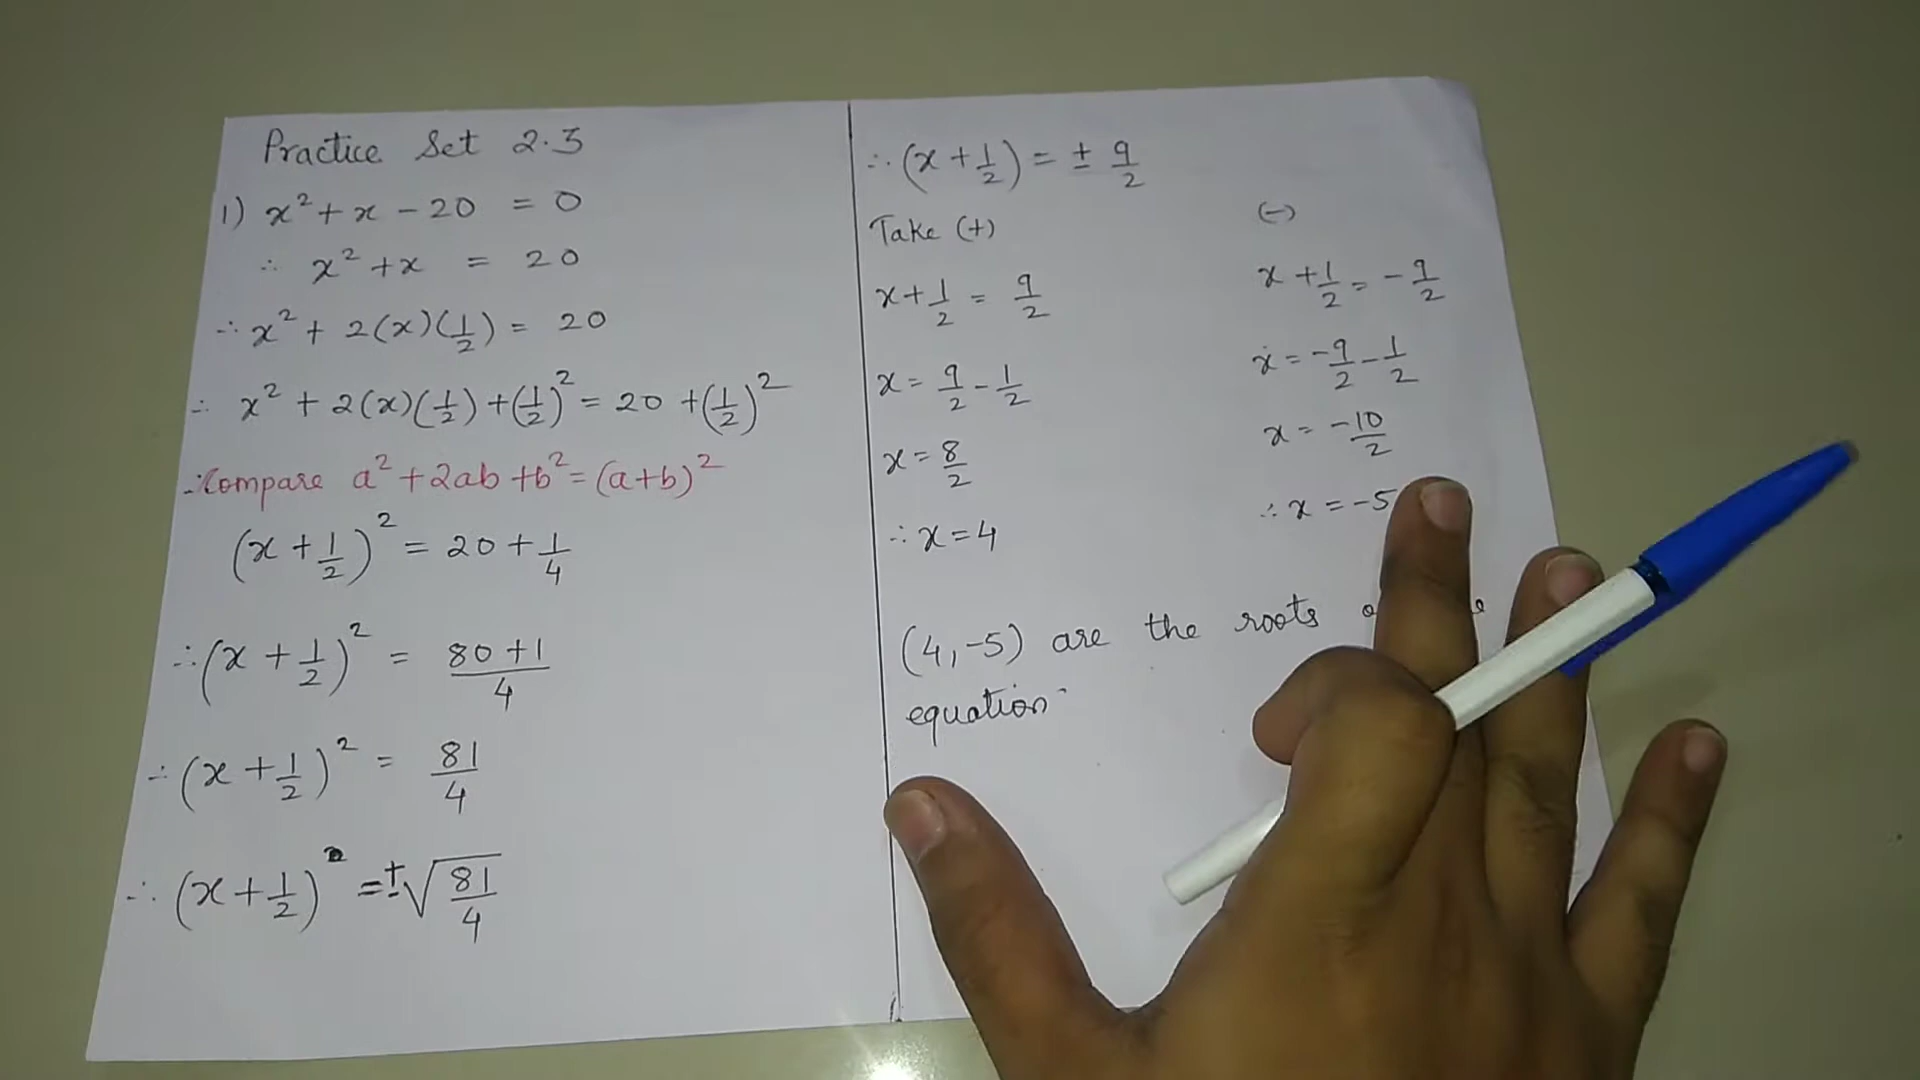 Practice Set 2.3
1) x² + x - 20 = 0
∴ x² + x = 20
∴ x² + 2(x)(1/2) = 20
∴ x² + 2(x)(1/2) + (1/2)² = 20 + (1/2)²
∴ Compare a² + 2ab + b² = (a+b)²
(x + 1/2)² = 20 + 1/4
∴ (x + 1/2)² = (80 + 1)/4
∴ (x + 1/2)² = 81/4
∴ (x + 1/2) = ± √(81/4)
∴ (x + 1/2) = ± 9/2
Take (+)
x + 1/2 = 9/2
x = 9/2 - 1/2
x = 8/2
∴ x = 4
(-)
x + 1/2 = - 9/2
x = - 9/2 - 1/2
x = - 10/2
∴ x = -5
(4, -5) are the roots
equation